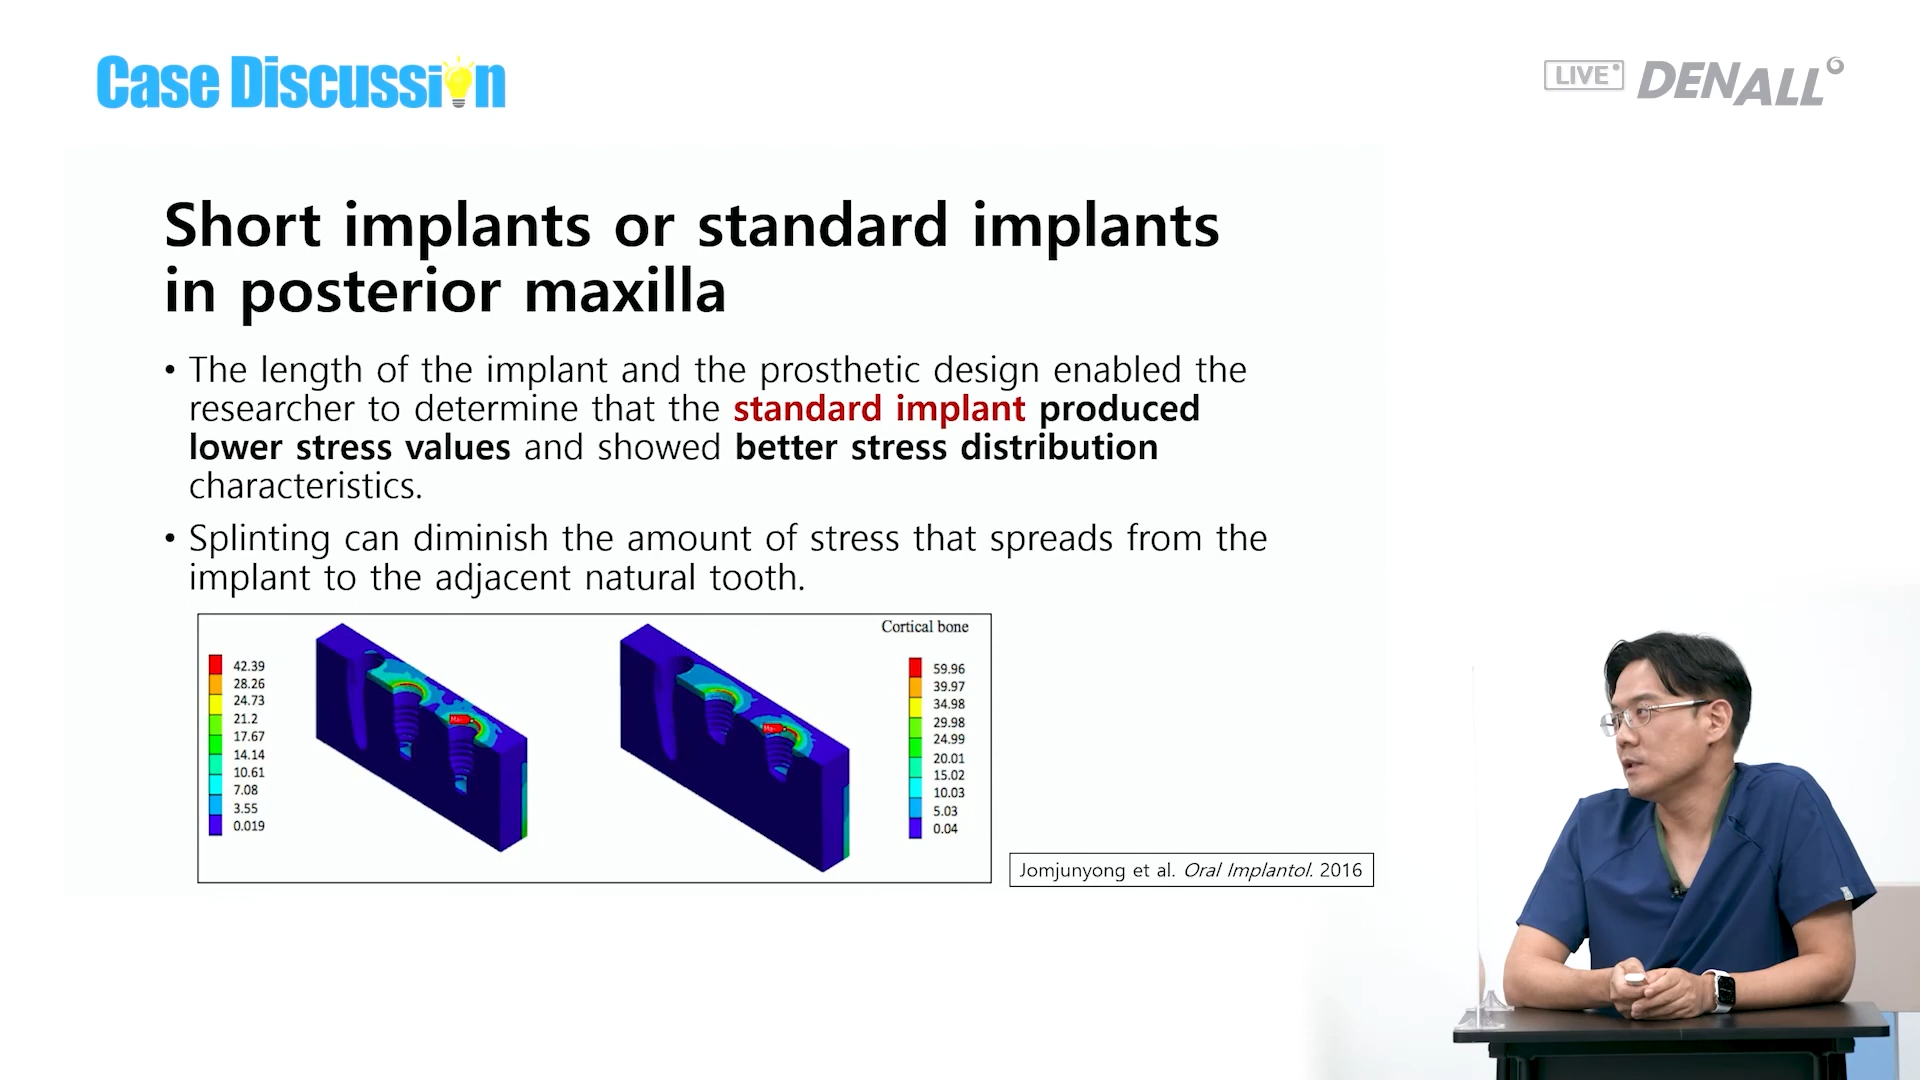 Case Discussion
LIVE
DENALL
Short implants or standard implants
in posterior maxilla
• The length of the implant and the prosthetic design enabled the
researcher to determine that the standard implant produced
lower stress values and showed better stress distribution
characteristics.
• Splinting can diminish the amount of stress that spreads from the
implant to the adjacent natural tooth.
Cortical bone
42.39
28.26
24.73
21.2
17.67
14.14
10.61
7.08
3.55
0.019
59.96
39.97
34.98
29.98
24.99
20.01
15.02
10.03
5.03
0.04
Jomjunyong et al. Oral Implantol. 2016